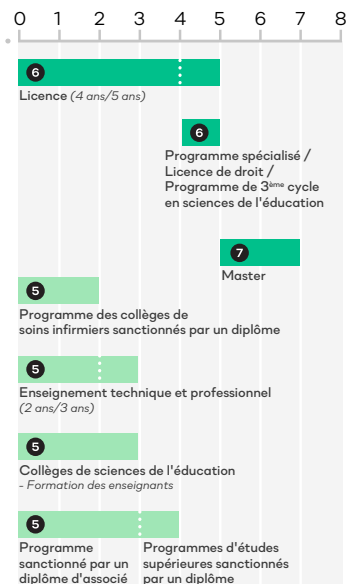 0 1 2 3 4 5 6 7 8
6
Licence (4 ans/5 ans)
6
Programme spécialisé /
Licence de droit /
Programme de 3ème cycle
en sciences de l'éducation
7
Master
5
Programme des collèges de
soins infirmiers sanctionnés par un diplôme
5
Enseignement technique et professionnel
(2 ans/3 ans)
5
Collèges de sciences de l'éducation
- Formation des enseignants
5
Programme
sanctionné par un
diplôme d'associé
Programmes d'études
supérieures sanctionnés
par un diplôme